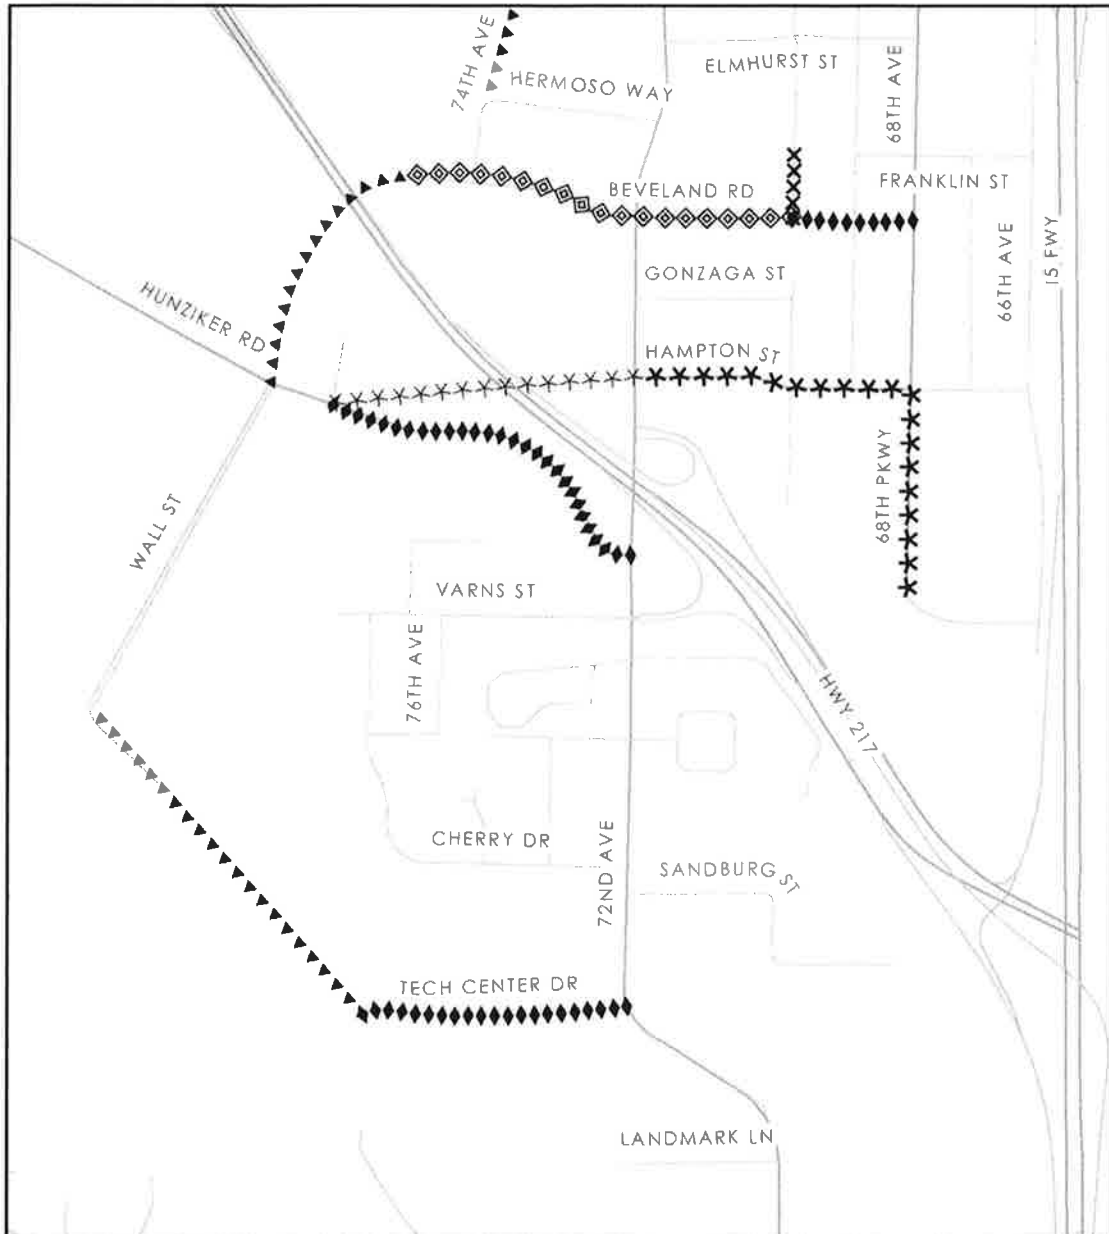 74TH AVE
ELMHURST ST
68TH AVE
HERMOSO WAY
BEVELAND RD
FRANKLIN ST
I5 FWY
66TH AVE
GONZAGA ST
HUNZIKER RD
HAMPTON ST
68TH PKWY
WALL ST
VARNS ST
76TH AVE
HWY 217
CHERRY DR
72ND AVE
SANDBURG ST
TECH CENTER DR
LANDMARK LN